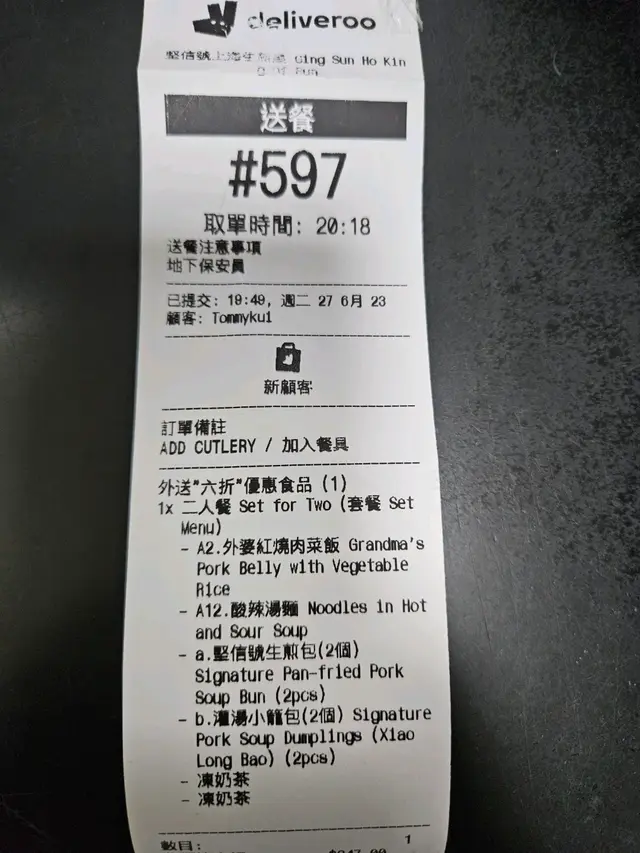 deliveroo
堅信號上海生煎 Cing Sun Ho Kin
Bun
送餐
#597
取單時間: 20:18
送餐注意事項
地下保安員
已提交: 19:49, 週二 27 6月 23
顧客: Tommyku1
新顧客
訂單備註
ADD CUTLERY / 加入餐具
外送"六折"優惠食品 (1)
1x 二人餐 Set for Two (套餐 Set
Menu)
- A2.外婆紅燒肉菜飯 Grandma's
Pork Belly with Vegetable
Rice
- A12.酸辣湯麵 Noodles in Hot
and Sour Soup
- a.堅信號生煎包(2個)
Signature Pan-fried Pork
Soup Bun (2pcs)
- b.灌湯小籠包(2個) Signature
Pork Soup Dumplings (Xiao
Long Bao) (2pcs)
- 凍奶茶
- 凍奶茶
數目: 1